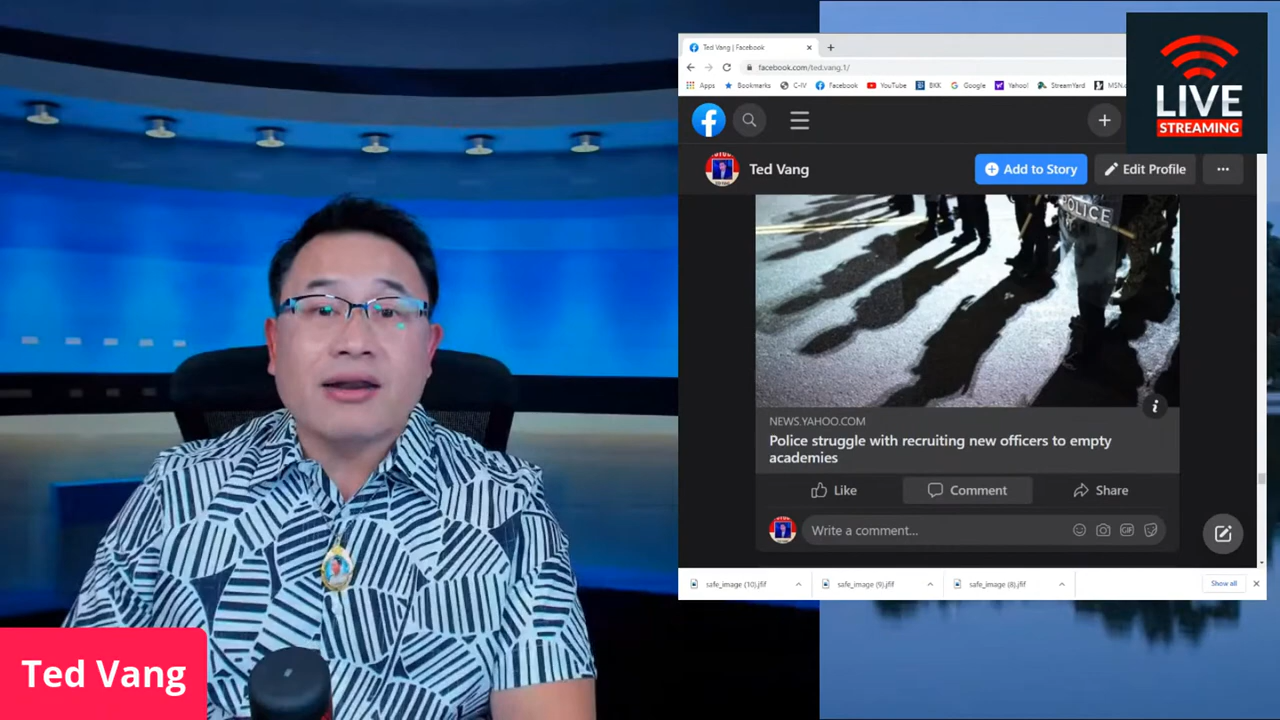 Ted Vang | Facebook
facebook.com/ted.vang.1/
Apps Bookmarks C-IV Facebook YouTube BKK Google Yahoo! StreamYard
LIVE
STREAMING
Ted Vang
Add to Story
Edit Profile
POLICE
NEWS.YAHOO.COM
Police struggle with recruiting new officers to empty
academies
Like
Comment
Share
Write a comment...
GIF
safe_image (10).jfif
safe_image (9).jfif
safe_image (8).jfif
Show all
Ted Vang